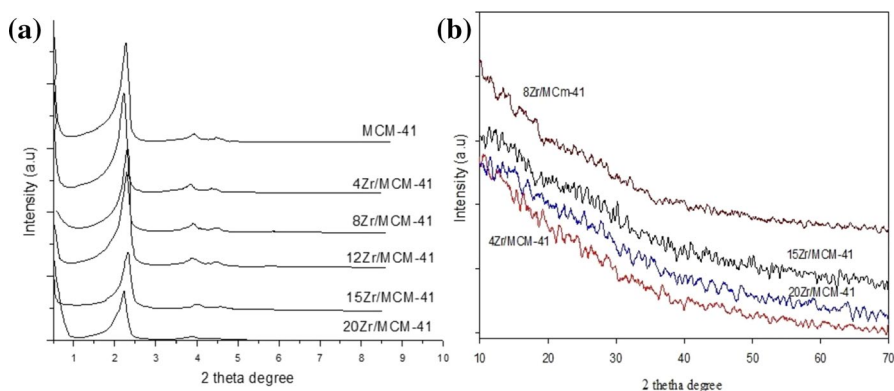 (a)
Intensity (a.u)
MCM-41
4Zr/MCM-41
8Zr/MCM-41
12Zr/MCM-41
15Zr/MCM-41
20Zr/MCM-41
1 2 3 4 5 6 7 8 9 10
2 theta degree
(b)
Intensity (a.u)
8Zr/MCm-41
15Zr/MCM-41
4Zr/MCM-41
20Zr/MCM-41
10 20 30 40 50 60 70
2 thetha degree